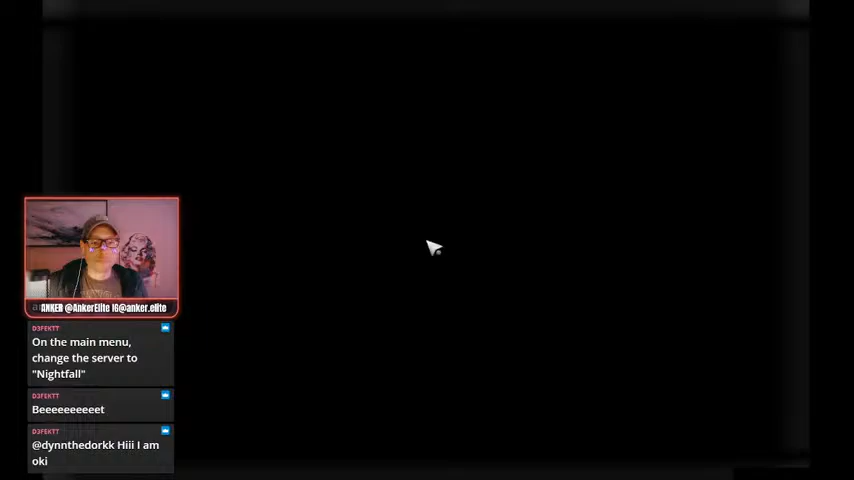 ANKER @AnkerElite IG@anker.elite
D3FEKTT
On the main menu,
change the server to
"Nightfall"
D3FEKTT
Beeeeeeeeeet
D3FEKTT
@dynnthedorkk Hiii I am
oki